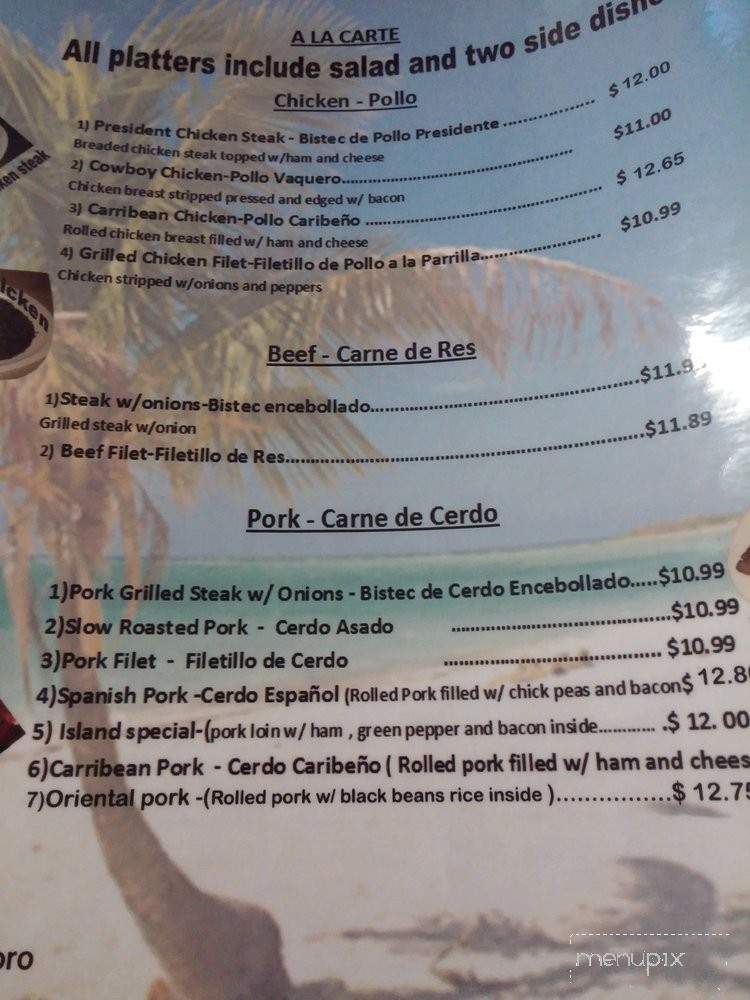 A LA CARTE
All platters include salad and two side
Chicken - Pollo
1) President Chicken Steak - Bistec de Pollo Presidente .................. $ 12.00
Breaded chicken steak topped w/ham and cheese
2) Cowboy Chicken-Pollo Vaquero............................................... $11.00
Chicken breast stripped pressed and edged w/ bacon
3) Carribean Chicken-Pollo Caribeño ................................................ $ 12.65
Rolled chicken breast filled w/ ham and cheese
4) Grilled Chicken Filet-Filetillo de Pollo a la Parrilla......................... $10.99
Chicken stripped w/onions and peppers
steak
Beef - Carne de Res
1)Steak w/onions-Bistec encebollado......................................................$11.9
Grilled steak w/onion
2) Beef Filet-Filetillo de Res........................................................................$11.89
Pork - Carne de Cerdo
1)Pork Grilled Steak w/ Onions - Bistec de Cerdo Encebollado.....$10.99
2)Slow Roasted Pork - Cerdo Asado ..........................................$10.99
3)Pork Filet - Filetillo de Cerdo .......................................... $10.99
4)Spanish Pork -Cerdo Español (Rolled Pork filled w/ chick peas and bacon$ 12.8
5) Island special-(pork loin w/ ham , green pepper and bacon inside............ .$ 12. 00
6)Carribean Pork - Cerdo Caribeño ( Rolled pork filled w/ ham and chees
7)Oriental pork -(Rolled pork w/ black beans rice inside )................$ 12.75
oro
menupix